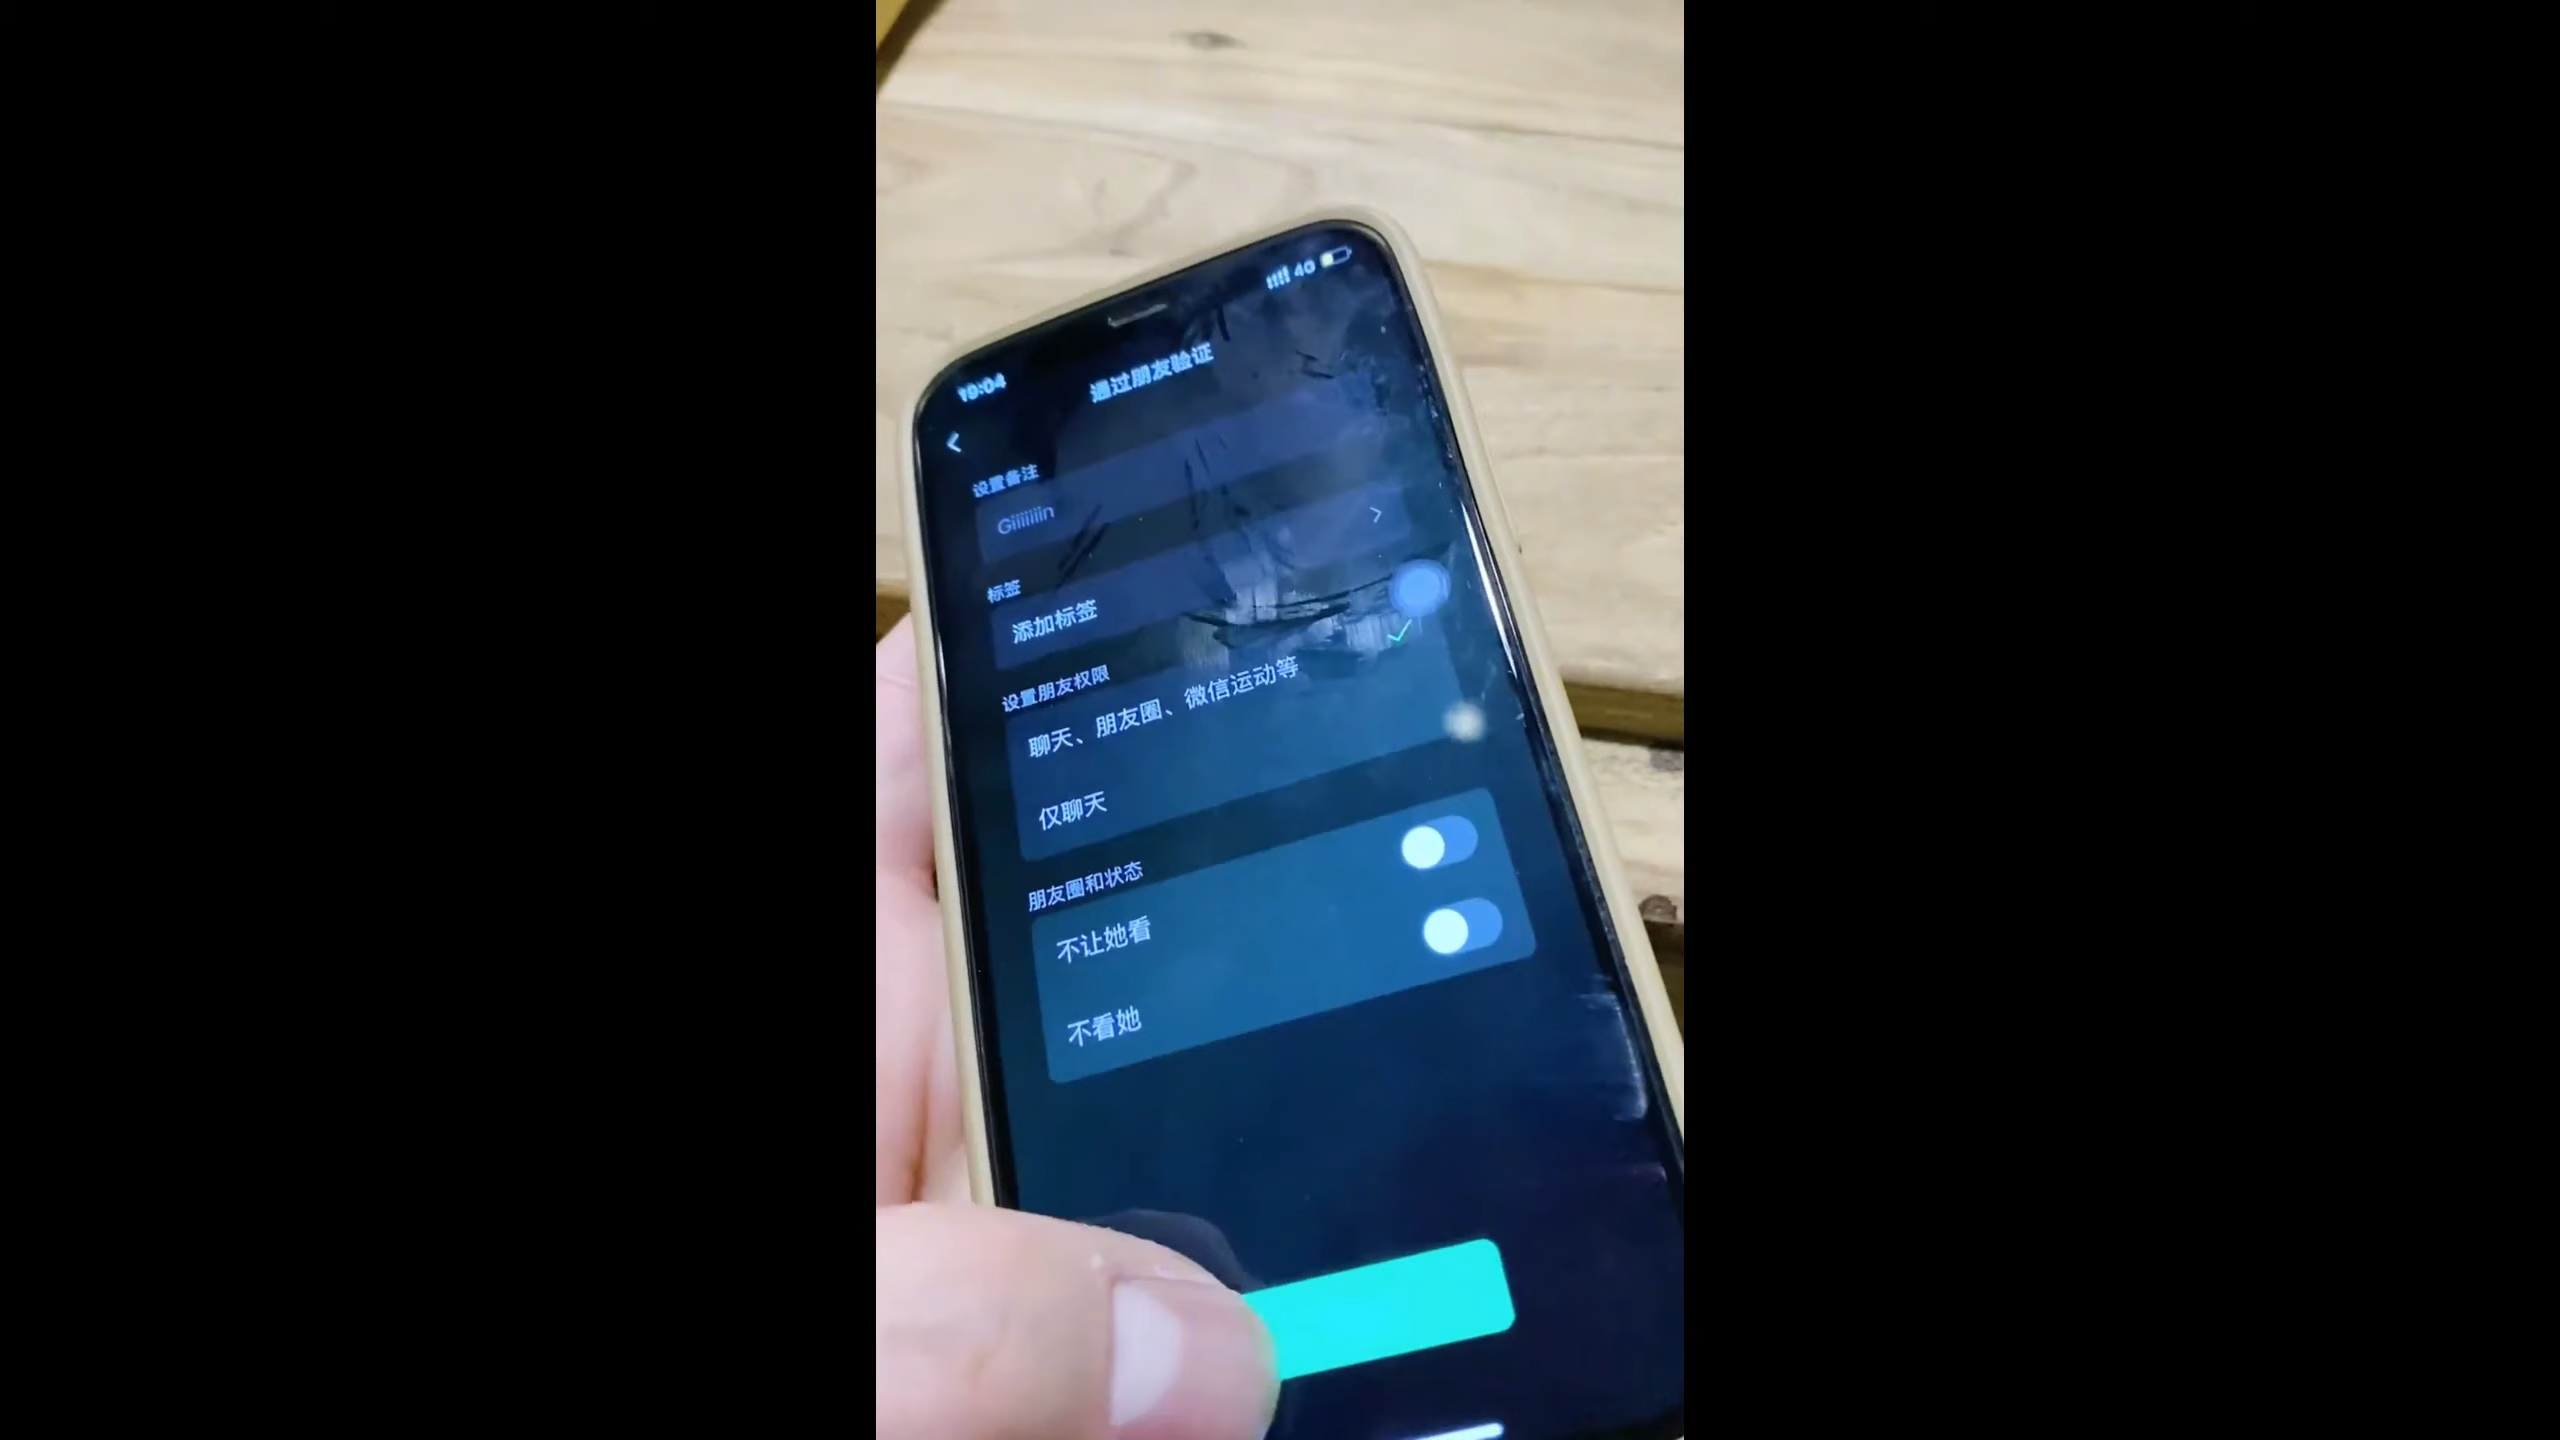 19:04
4G
通过朋友验证
设置备注
标签
添加标签
设置朋友权限
聊天、朋友圈、微信运动等
仅聊天
朋友圈和状态
不让她看
不看她